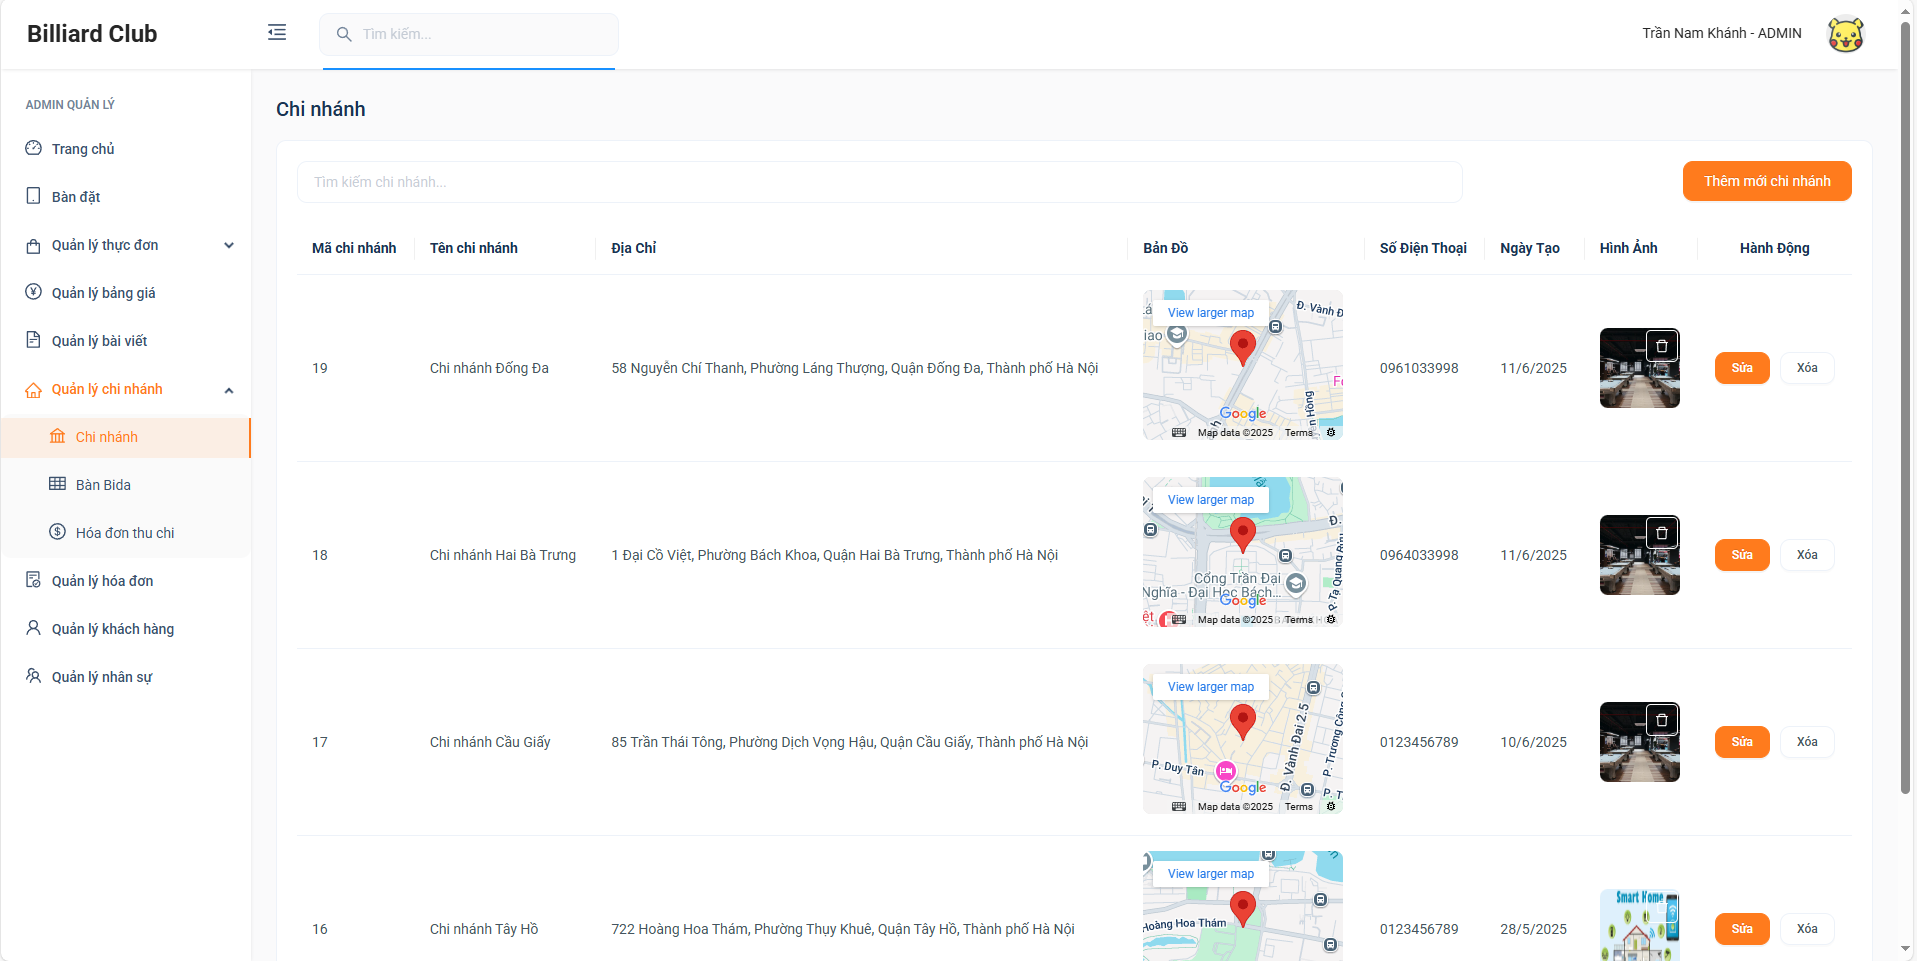 Billiard Club
Tìm kiếm...
Trần Nam Khánh - ADMIN
ADMIN QUẢN LÝ
Trang chủ
Bàn đặt
Quản lý thực đơn
Quản lý bảng giá
Quản lý bài viết
Quản lý chi nhánh
Chi nhánh
Bàn Bida
Hóa đơn thu chi
Quản lý hóa đơn
Quản lý khách hàng
Quản lý nhân sự
Chi nhánh
Tìm kiếm chi nhánh...
Thêm mới chi nhánh
Mã chi nhánh Tên chi nhánh Địa Chỉ Bản Đồ Số Điện Thoại Ngày Tạo Hình Ảnh Hành Động
19 Chi nhánh Đống Đa 58 Nguyễn Chí Thanh, Phường Láng Thượng, Quận Đống Đa, Thành phố Hà Nội
View larger map
Đ. Vành Đ
iao
Hồng
Google
Map data ©2025 Terms
0961033998 11/6/2025 Sửa Xóa
18 Chi nhánh Hai Bà Trưng 1 Đại Cồ Việt, Phường Bách Khoa, Quận Hai Bà Trưng, Thành phố Hà Nội
View larger map
Đ.
P. Tạ Quang Bửu
Cổng Trần Đại
Nghĩa - Đại Học Bách...
Google
Map data ©2025 Terms
0964033998 11/6/2025 Sửa Xóa
17 Chi nhánh Cầu Giấy 85 Trần Thái Tông, Phường Dịch Vọng Hậu, Quận Cầu Giấy, Thành phố Hà Nội
View larger map
Đ. Vành Đai 2.5
P. Trương Công
P. Duy Tân
P. T
Google
Map data ©2025 Terms
0123456789 10/6/2025 Sửa Xóa
16 Chi nhánh Tây Hồ 722 Hoàng Hoa Thám, Phường Thụy Khuê, Quận Tây Hồ, Thành phố Hà Nội
View larger map
Hoàng Hoa Thám
0123456789 28/5/2025
Smart Home
Sửa Xóa